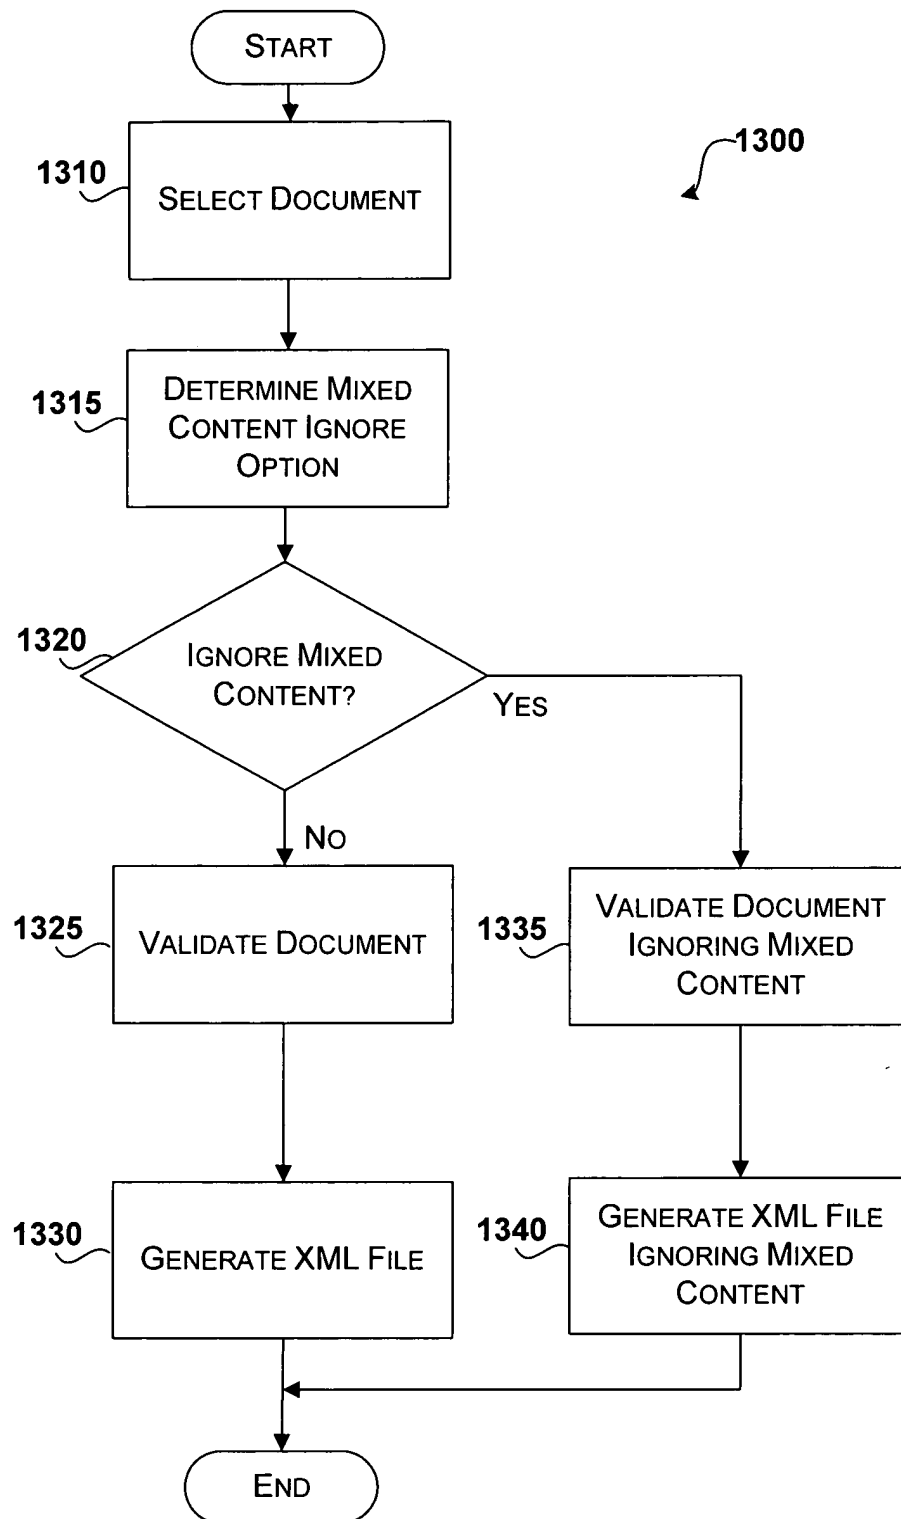 START
1300
1310
SELECT DOCUMENT
1315
DETERMINE MIXED
CONTENT IGNORE
OPTION
1320
IGNORE MIXED
CONTENT?
YES
NO
1325
VALIDATE DOCUMENT
1335
VALIDATE DOCUMENT
IGNORING MIXED
CONTENT
1330
GENERATE XML FILE
1340
GENERATE XML FILE
IGNORING MIXED
CONTENT
END